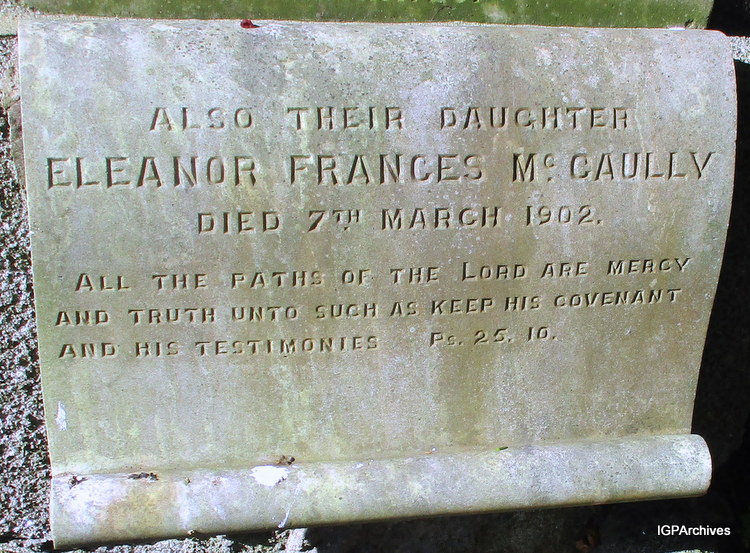 ALSO THEIR DAUGHTER
ELEANOR FRANCES Mc CAULLY
DIED 7TH MARCH 1902.
ALL THE PATHS OF THE LORD ARE MERCY
AND TRUTH UNTO SUCH AS KEEP HIS COVENANT
AND HIS TESTIMONIES Ps. 25. 10.
IGPArchives